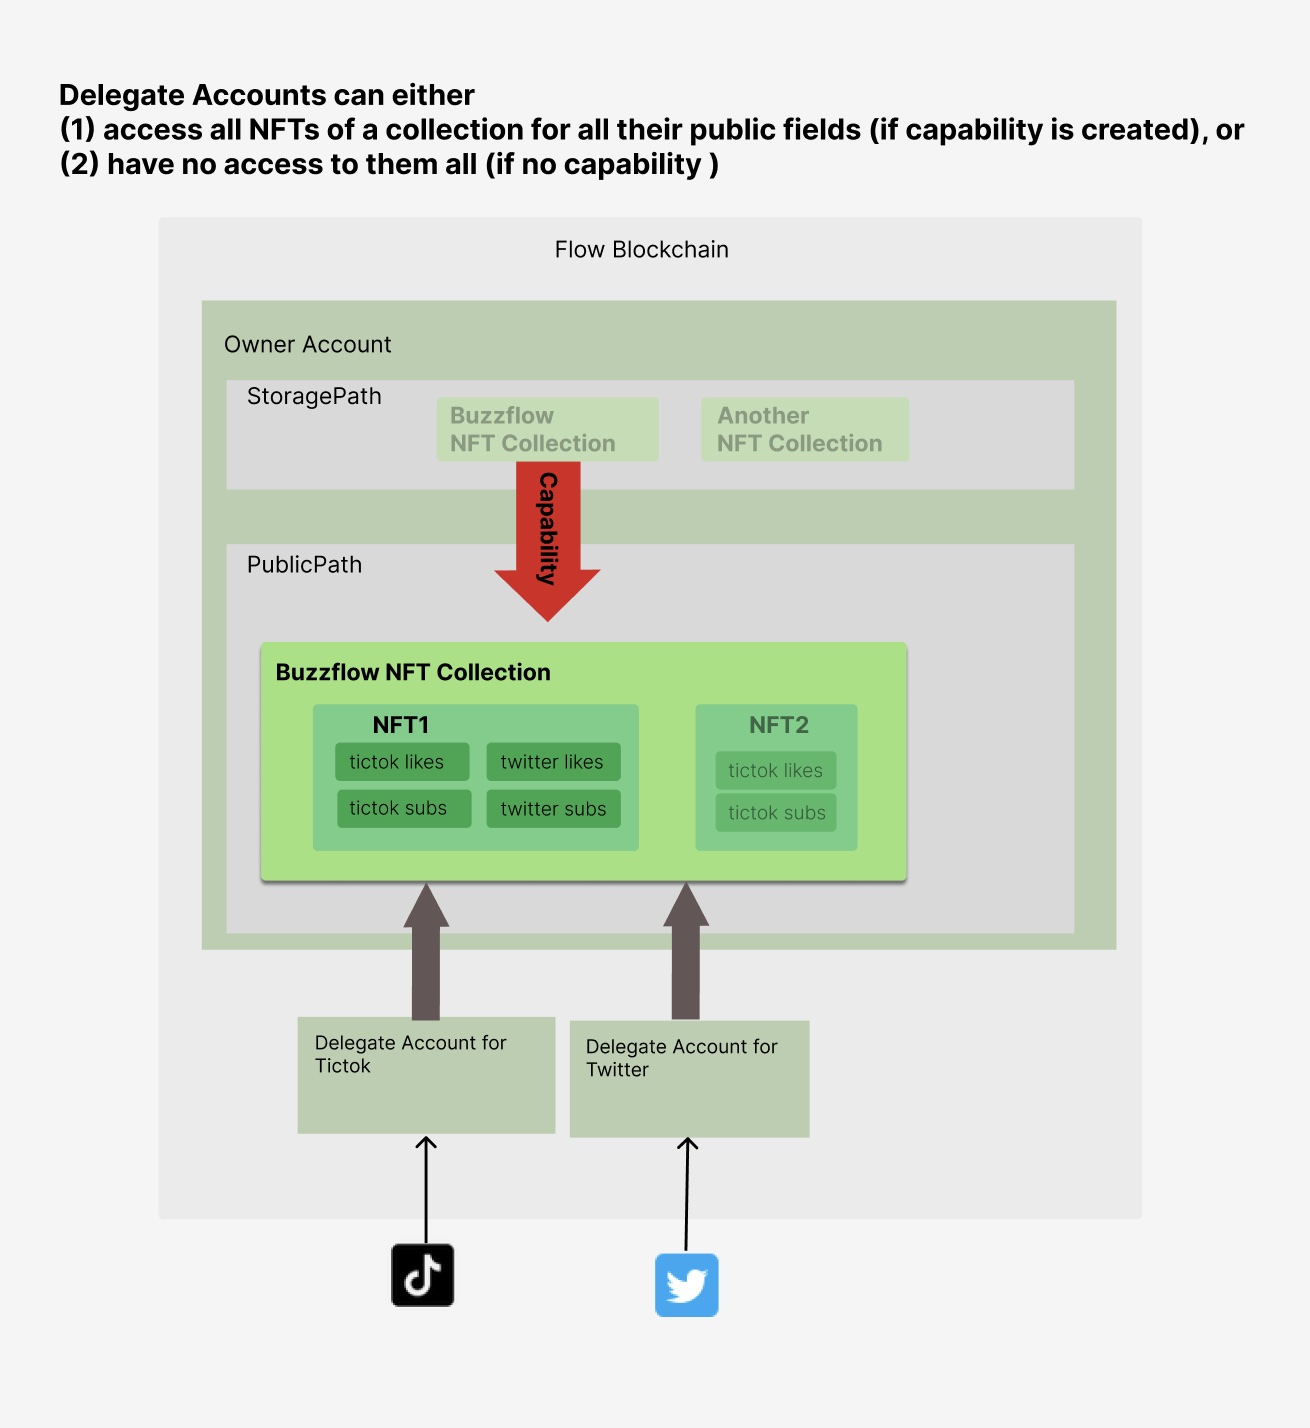 Delegate Accounts can either
(1) access all NFTs of a collection for all their public fields (if capability is created), or
(2) have no access to them all (if no capability )
Flow Blockchain
Owner Account
StoragePath
Buzzflow
NFT Collection
Another
NFT Collection
Capability
PublicPath
Buzzflow NFT Collection
NFT1
tictok likes
twitter likes
tictok subs
twitter subs
NFT2
tictok likes
tictok subs
Delegate Account for
Tictok
Delegate Account for
Twitter